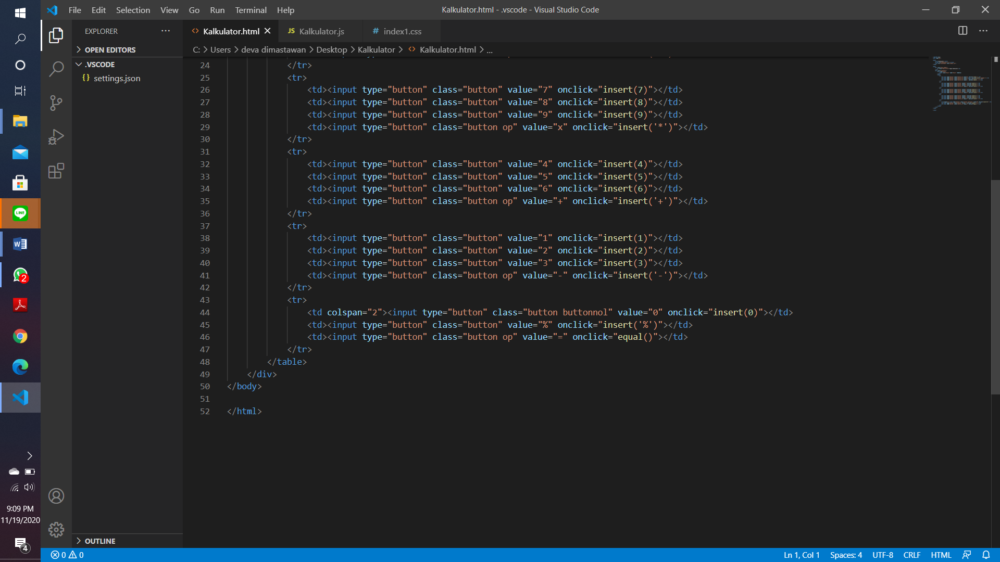 File Edit Selection View Go Run Terminal Help
Kalkulator.html - .vscode - Visual Studio Code
EXPLORER
Kalkulator.html
JS Kalkulator.js
# index1.css
OPEN EDITORS
C: > Users > deva dimastawan > Desktop > Kalkulator > <> Kalkulator.html > ...
.VSCODE
{} settings.json
24 </tr>
25 <tr>
26 <td><input type="button" class="button" value="7" onclick="insert(7)"></td>
27 <td><input type="button" class="button" value="8" onclick="insert(8)"></td>
28 <td><input type="button" class="button" value="9" onclick="insert(9)"></td>
29 <td><input type="button" class="button op" value="x" onclick="insert('*')"></td>
30 </tr>
31 <tr>
32 <td><input type="button" class="button" value="4" onclick="insert(4)"></td>
33 <td><input type="button" class="button" value="5" onclick="insert(5)"></td>
34 <td><input type="button" class="button" value="6" onclick="insert(6)"></td>
35 <td><input type="button" class="button op" value="+" onclick="insert('+')"></td>
36 </tr>
37 <tr>
38 <td><input type="button" class="button" value="1" onclick="insert(1)"></td>
39 <td><input type="button" class="button" value="2" onclick="insert(2)"></td>
40 <td><input type="button" class="button" value="3" onclick="insert(3)"></td>
41 <td><input type="button" class="button op" value="-" onclick="insert('-')"></td>
42 </tr>
43 <tr>
44 <td colspan="2"><input type="button" class="button buttonnol" value="0" onclick="insert(0)"></td>
45 <td><input type="button" class="button" value="%" onclick="insert('%')"></td>
46 <td><input type="button" class="button op" value="=" onclick="equal()"></td>
47 </tr>
48 </table>
49 </div>
50 </body>
51
52 </html>
LINE
W
2
9:09 PM
11/19/2020
4
OUTLINE
0 0
Ln 1, Col 1 Spaces: 4 UTF-8 CRLF HTML